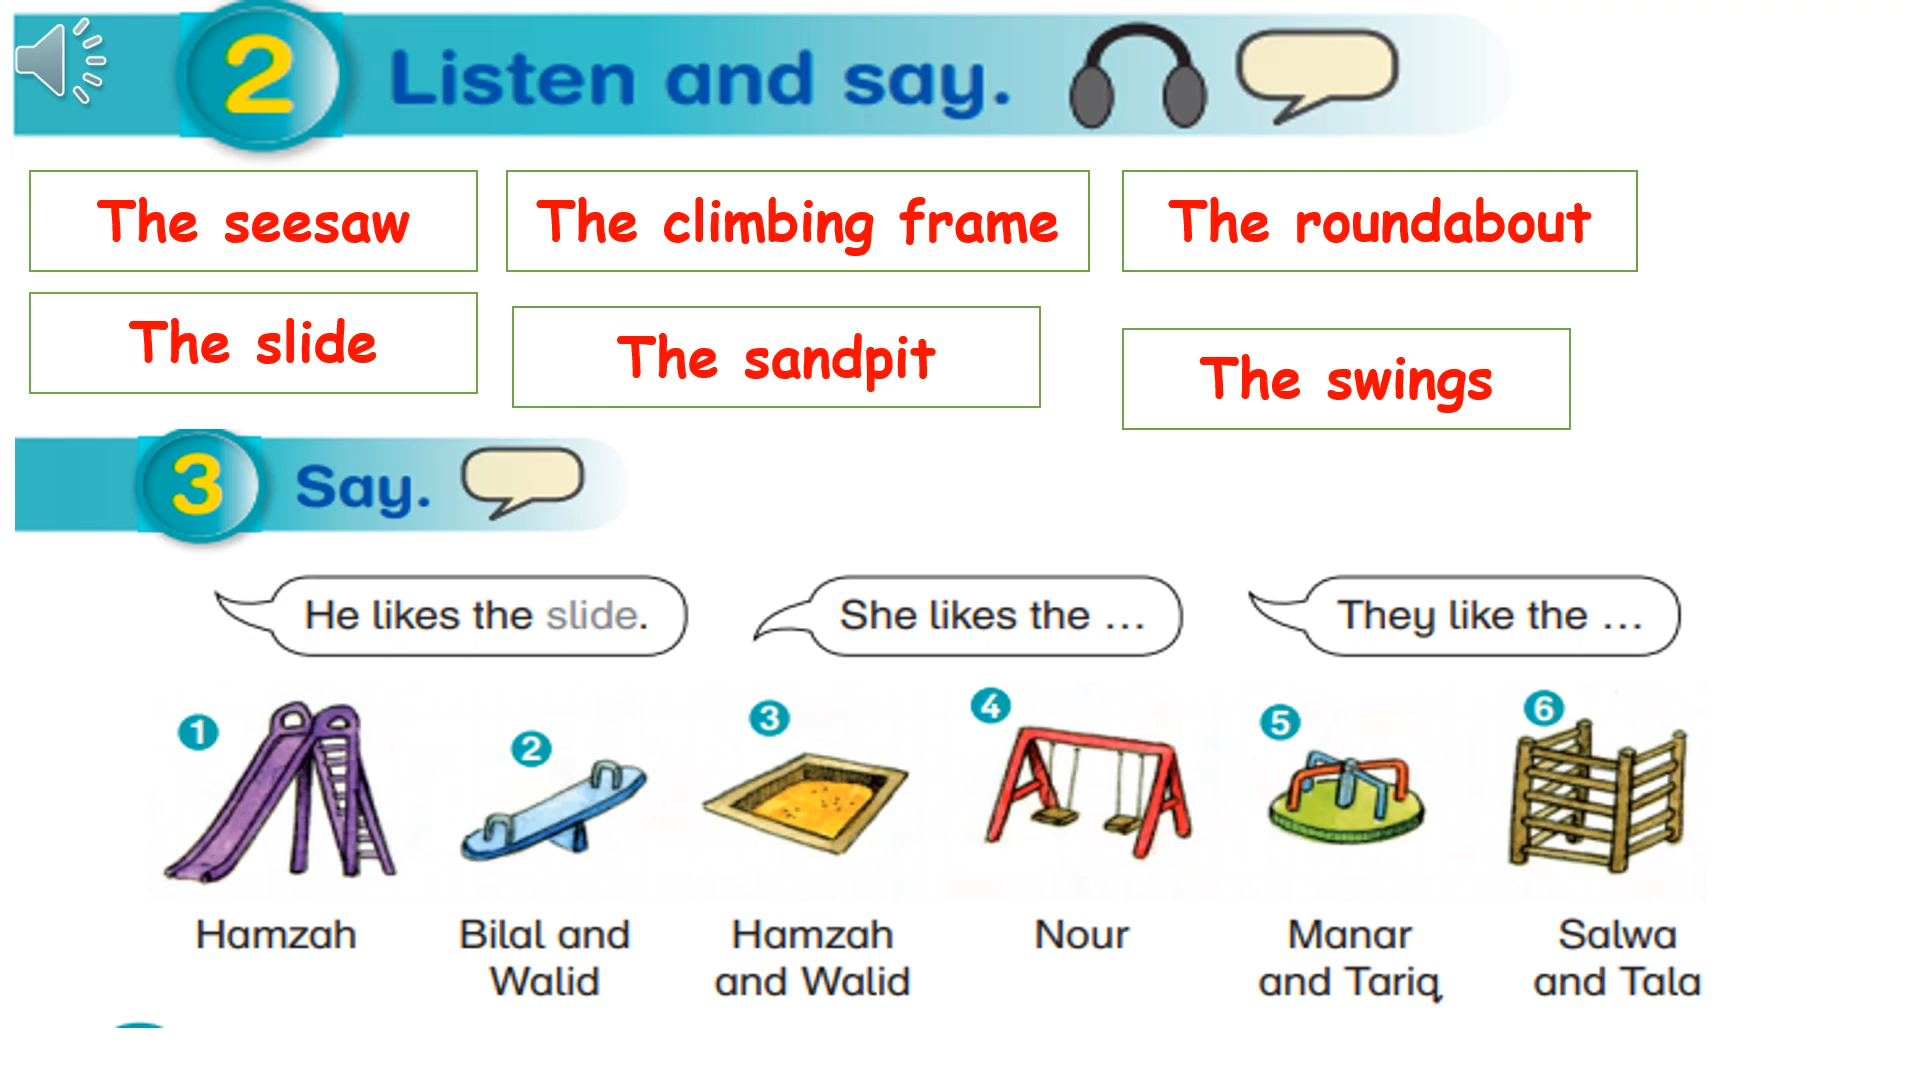 2 Listen and say.
The seesaw
The climbing frame
The roundabout
The slide
The sandpit
The swings
3 Say.
He likes the slide.
She likes the ...
They like the ...
1
2
3
4
5
6
Hamzah
Bilal and
Walid
Hamzah
and Walid
Nour
Manar
and Tariq
Salwa
and Tala